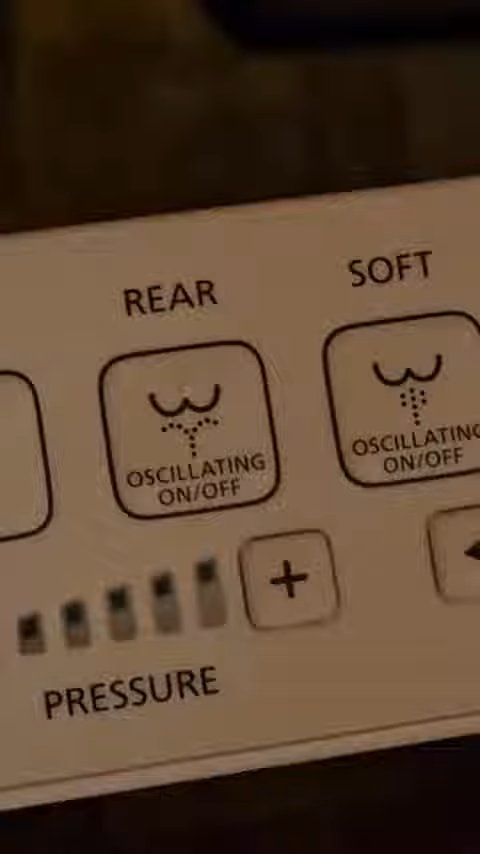 REAR
SOFT
OSCILLATING
ON/OFF
OSCILLATING
ON/OFF
+
PRESSURE